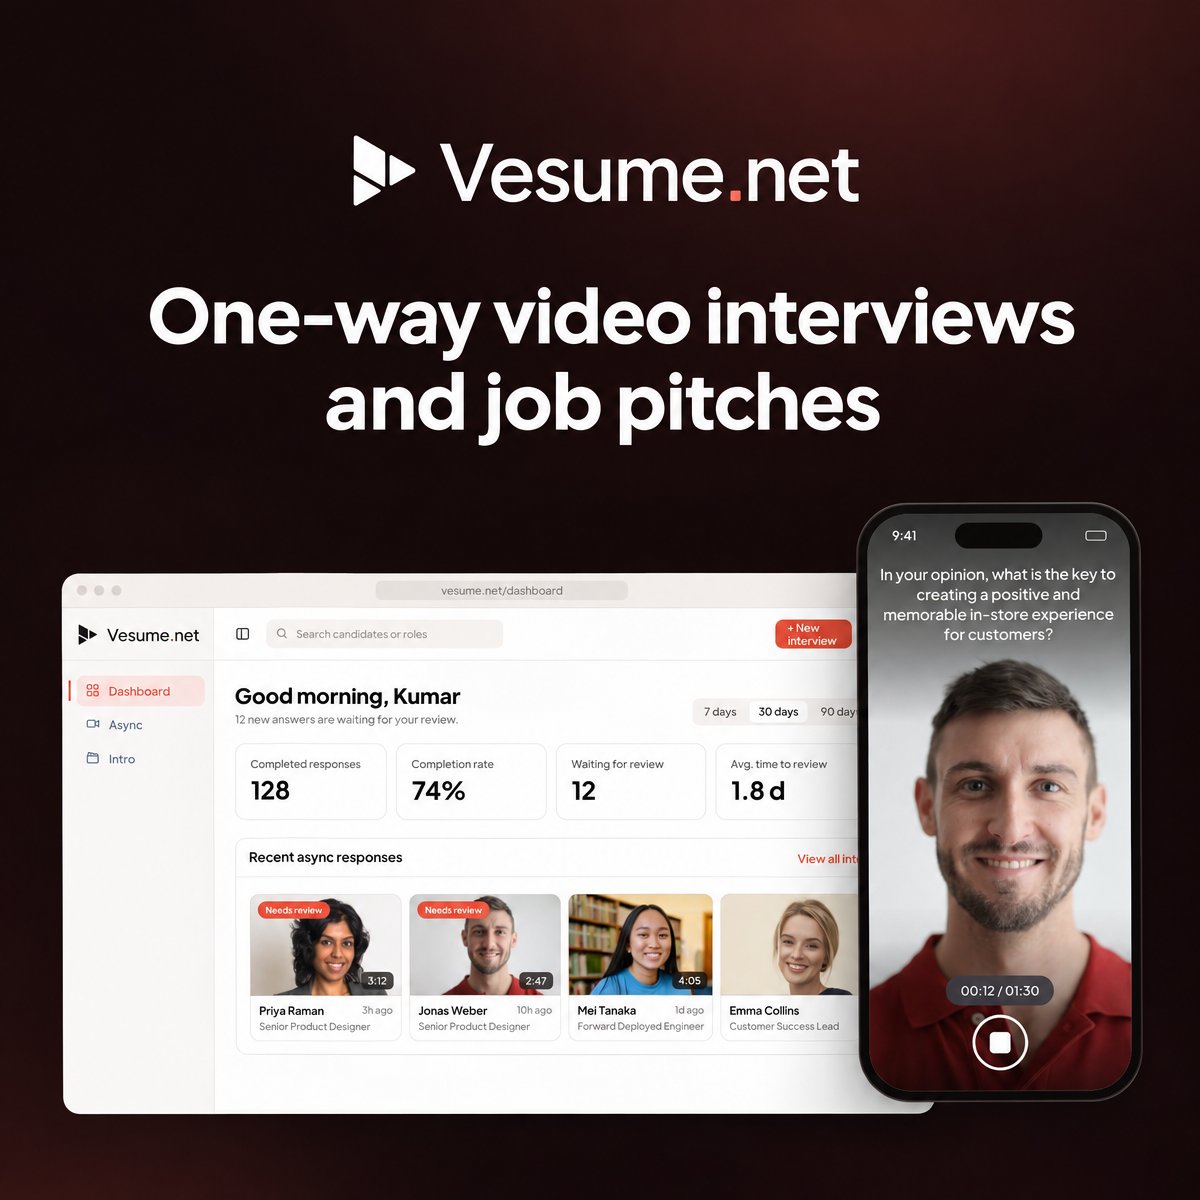 Vesume.net
One-way video interviews
and job pitches
vesume.net/dashboard
Vesume.net
Search candidates or roles
+ New
interview
Dashboard
Async
Intro
Good morning, Kumar
12 new answers are waiting for your review.
7 days
30 days
90 day
Completed responses
128
Completion rate
74%
Waiting for review
12
Avg. time to review
1.8 d
Recent async responses
View all int
Needs review
3:12
Priya Raman
3h ago
Senior Product Designer
Needs review
2:47
Jonas Weber
10h ago
Senior Product Designer
4:05
Mei Tanaka
1d ago
Forward Deployed Engineer
Emma Collins
Customer Success Lead
9:41
In your opinion, what is the key to
creating a positive and
memorable in-store experience
for customers?
00:12 / 01:30